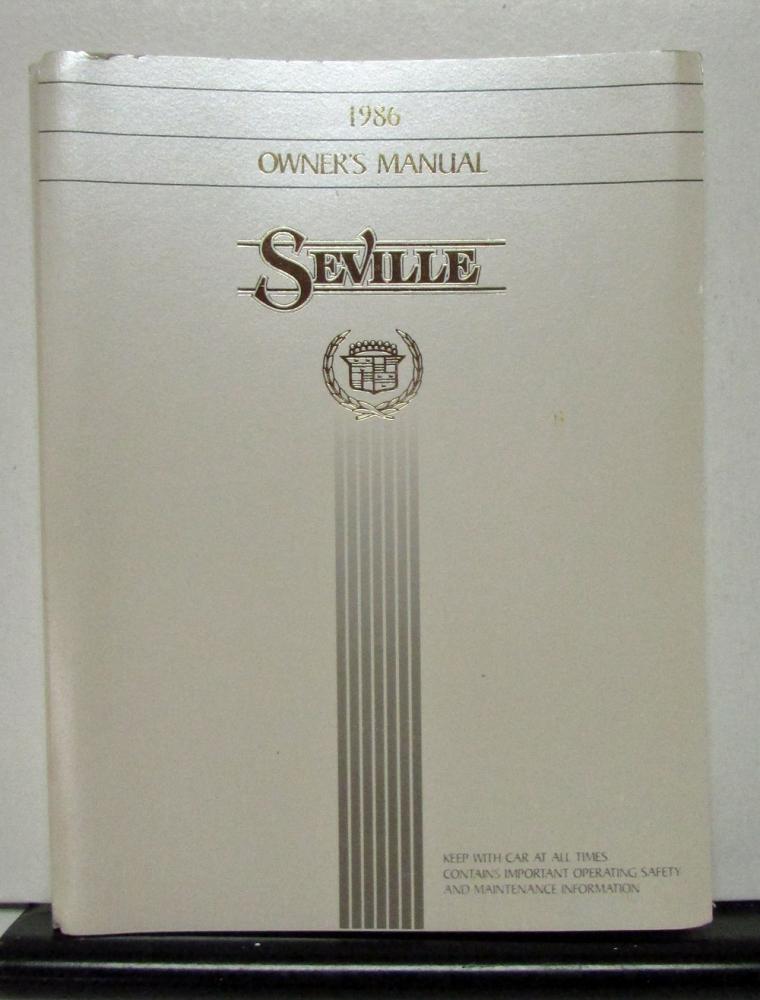 1986
OWNER'S MANUAL
SEVILLE
KEEP WITH CAR AT ALL TIMES
CONTAINS IMPORTANT OPERATING SAFETY
AND MAINTENANCE INFORMATION